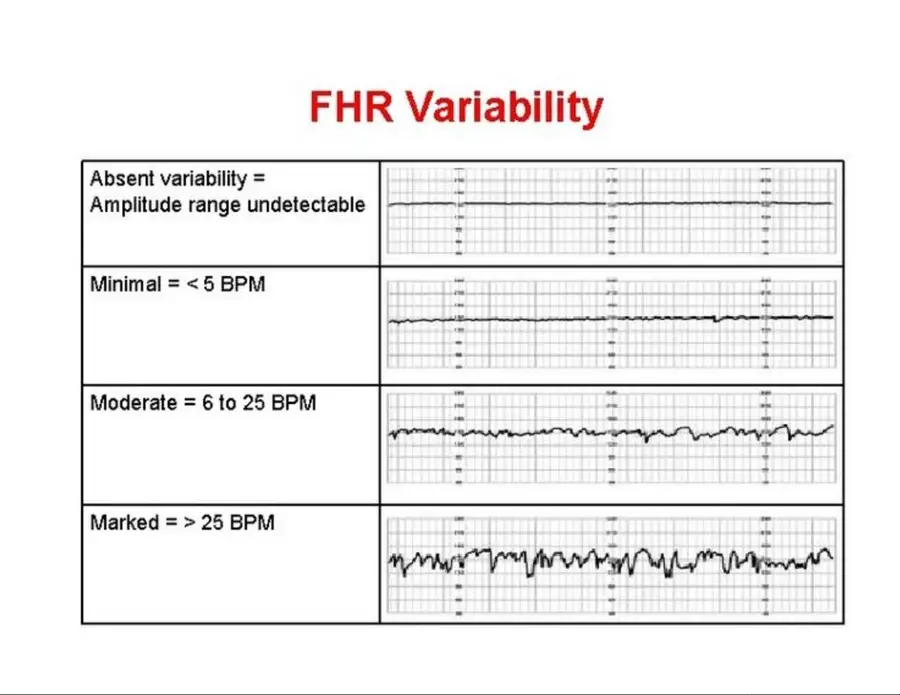 FHR Variability
Absent variability =
Amplitude range undetectable
Minimal = < 5 BPM
Moderate = 6 to 25 BPM
Marked = > 25 BPM